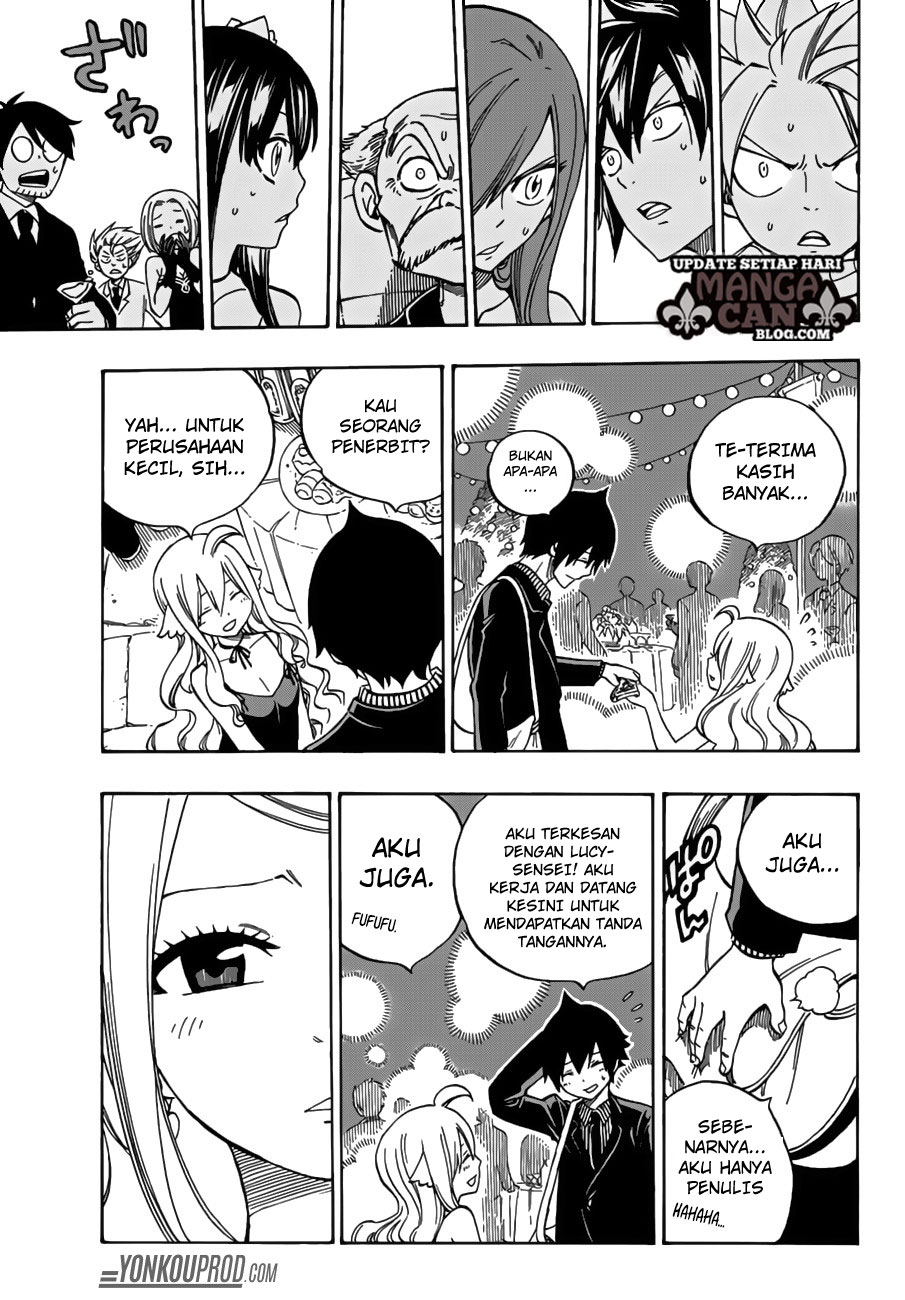 ざわっ
UPDATE SETIAP HARI
MANGA
CAN
BLOG.COM
TE-TERIMA
KASIH
BANYAK...
BUKAN
APA-APA
...
KAU
SEORANG
PENERBIT?
YAH... UNTUK
PERUSAHAAN
KECIL, SIH...
AKU
JUGA...
SEBE-
NARNYA...
AKU HANYA
PENULIS
HAHAHA...
AKU TERKESAN
DENGAN LUCY-
SENSEI! AKU
KERJA DAN DATANG
KESINI UNTUK
MENDAPATKAN TANDA
TANGANNYA.
AKU
JUGA.
FUFUFU.
YONKOUPROD.COM